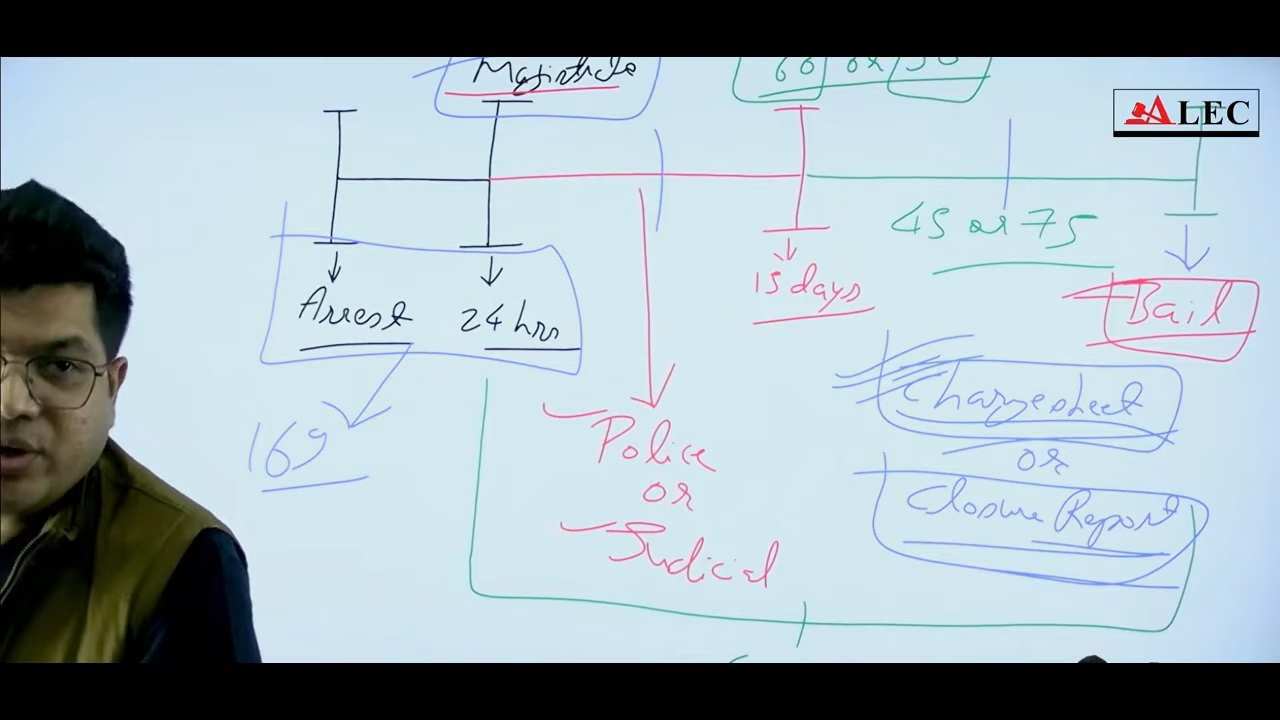 Magistrate
60 or 90
ALEC
45 or 75
15 days
Bail
Arrest 24 hrs
Chargesheet
or
Closure Report
169
Police
or
Judicial